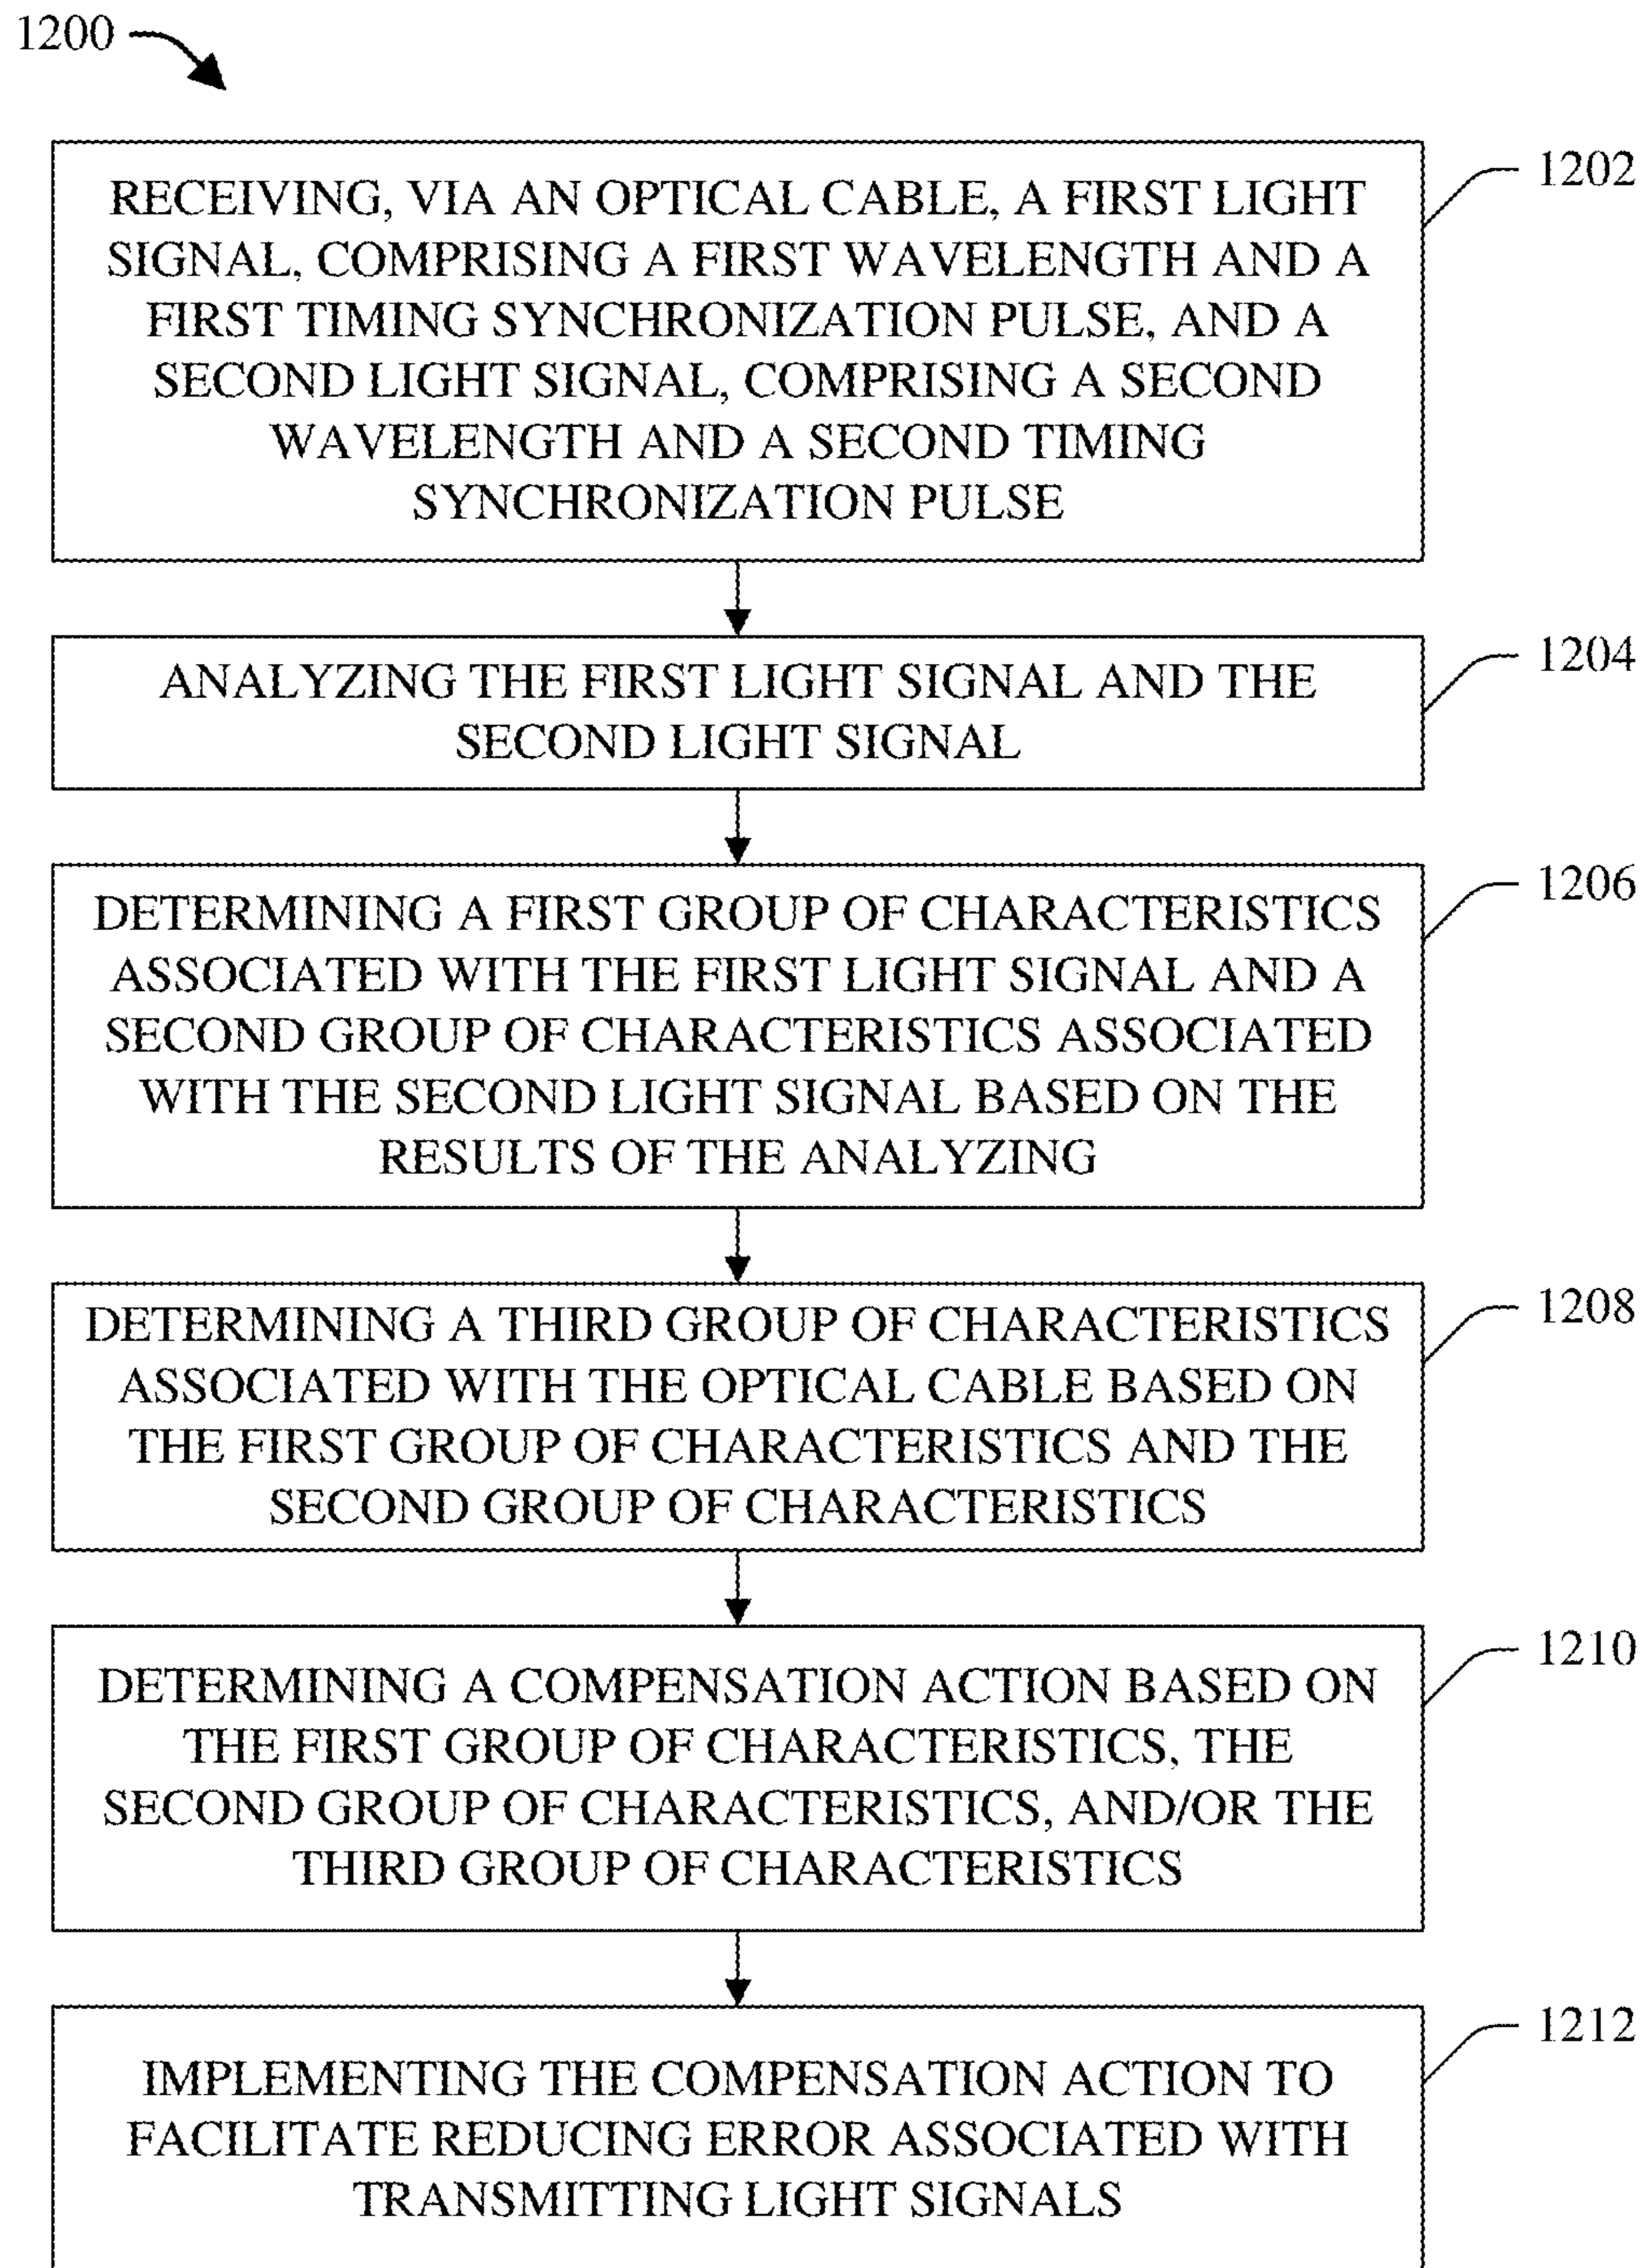 1200
RECEIVING, VIA AN OPTICAL CABLE, A FIRST LIGHT
SIGNAL, COMPRISING A FIRST WAVELENGTH AND A
FIRST TIMING SYNCHRONIZATION PULSE, AND A
SECOND LIGHT SIGNAL, COMPRISING A SECOND
WAVELENGTH AND A SECOND TIMING
SYNCHRONIZATION PULSE
1202
ANALYZING THE FIRST LIGHT SIGNAL AND THE
SECOND LIGHT SIGNAL
1204
DETERMINING A FIRST GROUP OF CHARACTERISTICS
ASSOCIATED WITH THE FIRST LIGHT SIGNAL AND A
SECOND GROUP OF CHARACTERISTICS ASSOCIATED
WITH THE SECOND LIGHT SIGNAL BASED ON THE
RESULTS OF THE ANALYZING
1206
DETERMINING A THIRD GROUP OF CHARACTERISTICS
ASSOCIATED WITH THE OPTICAL CABLE BASED ON
THE FIRST GROUP OF CHARACTERISTICS AND THE
SECOND GROUP OF CHARACTERISTICS
1208
DETERMINING A COMPENSATION ACTION BASED ON
THE FIRST GROUP OF CHARACTERISTICS, THE
SECOND GROUP OF CHARACTERISTICS, AND/OR THE
THIRD GROUP OF CHARACTERISTICS
1210
IMPLEMENTING THE COMPENSATION ACTION TO
FACILITATE REDUCING ERROR ASSOCIATED WITH
TRANSMITTING LIGHT SIGNALS
1212